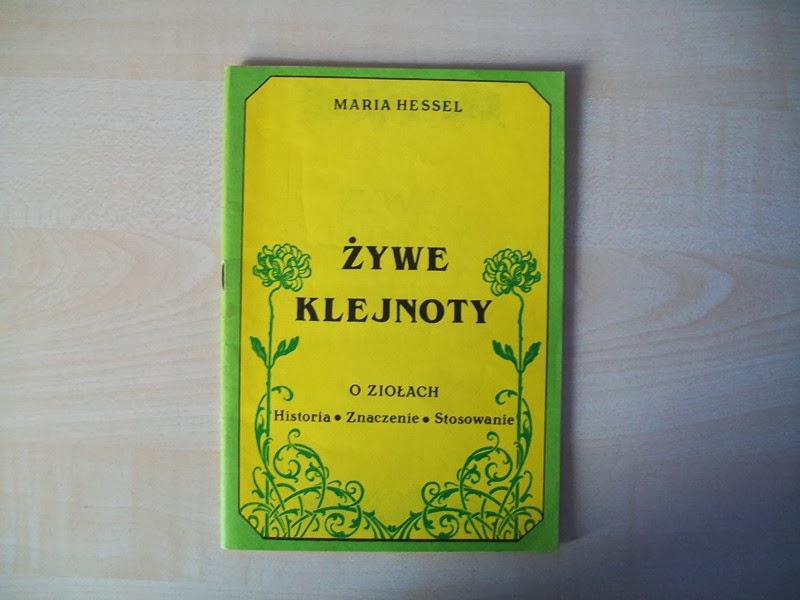 MARIA HESSEL
ŻYWE
KLEJNOTY
O ZIOŁACH
Historia • Znaczenie • Stosowanie